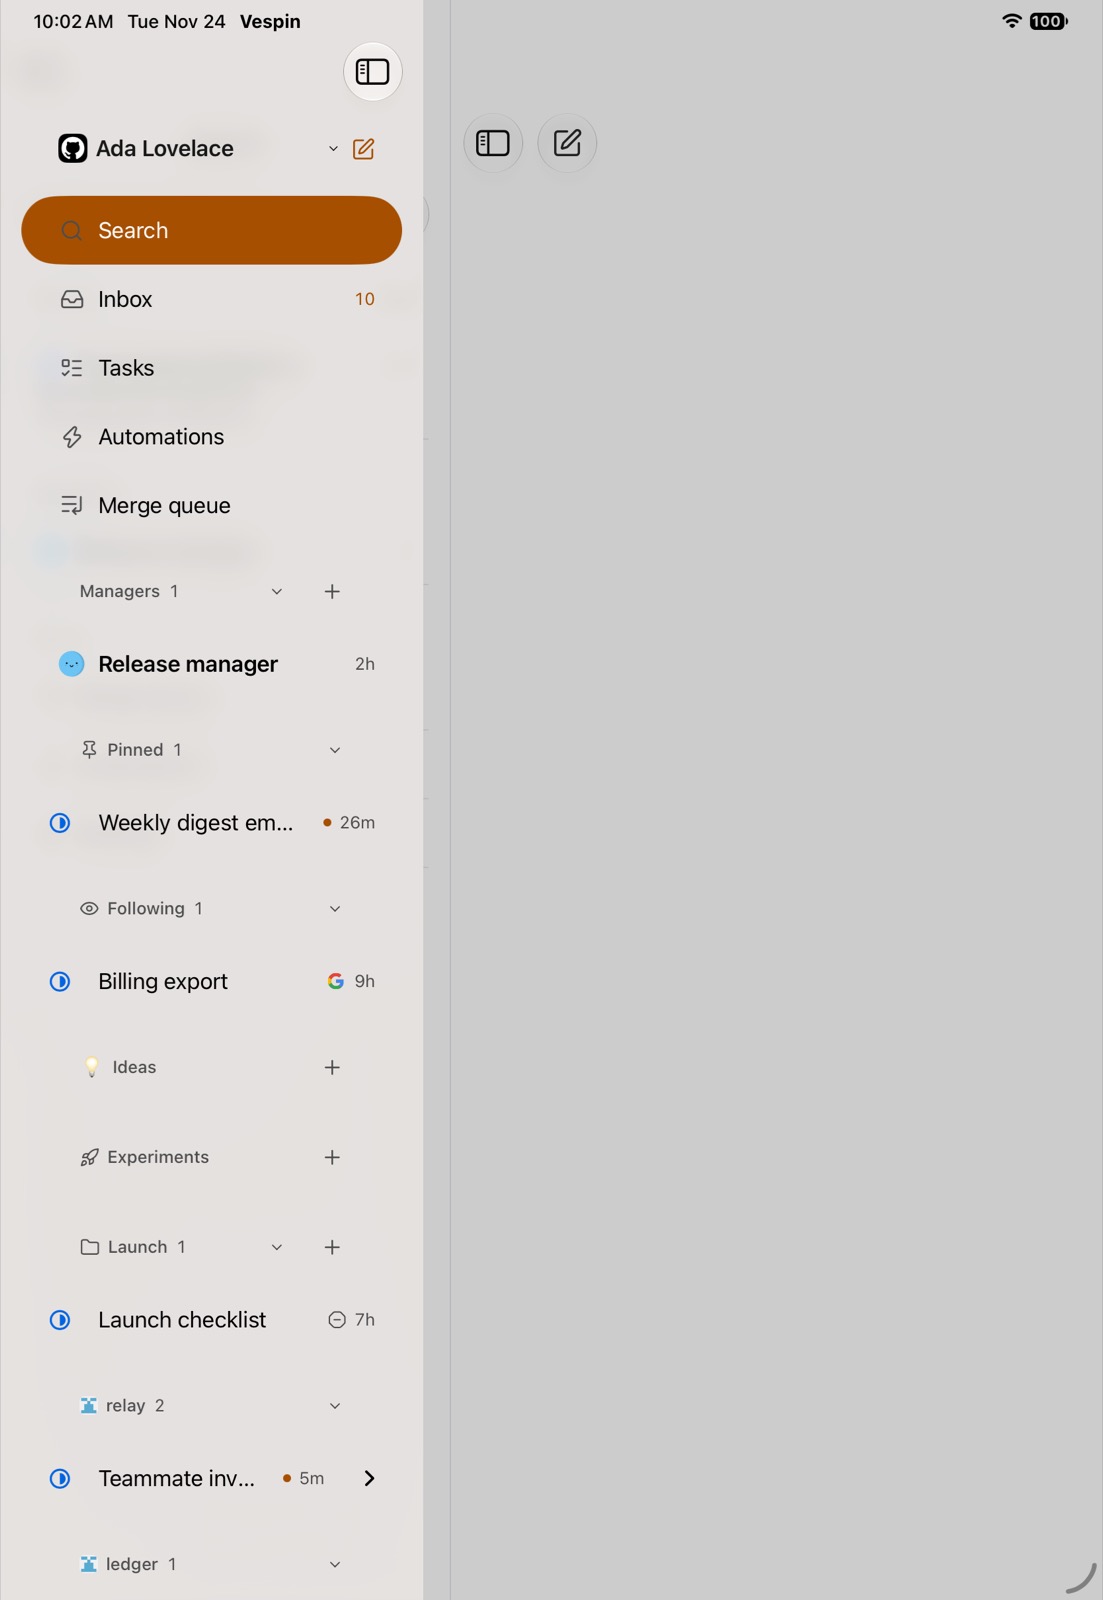 10:02 AM Tue Nov 24 Vespin
100
Ada Lovelace
Search
Inbox 10
Tasks
Automations
Merge queue
Managers 1
Release manager 2h
Pinned 1
Weekly digest em... 26m
Following 1
Billing export 9h
Ideas
Experiments
Launch 1
Launch checklist 7h
relay 2
Teammate inv... 5m
ledger 1